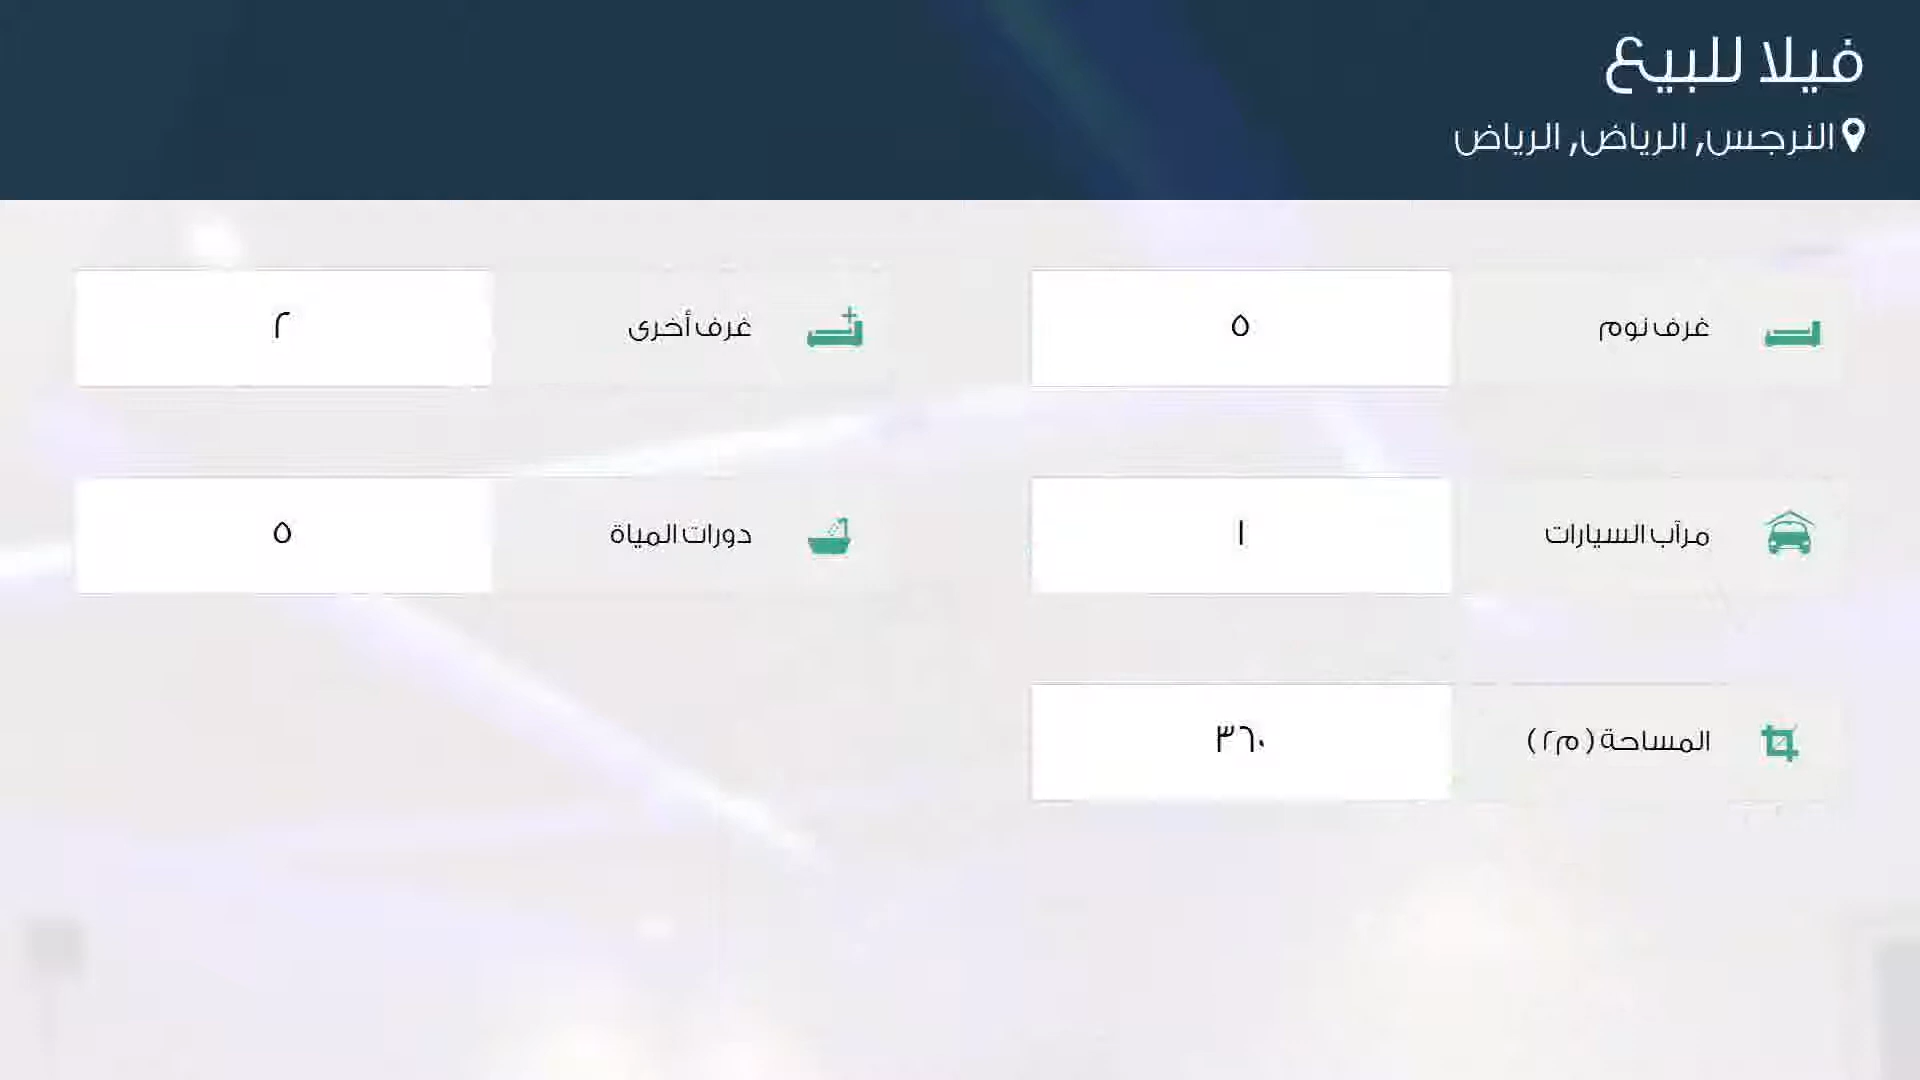 فيلا للبيع
النرجس, الرياض, الرياض
غرف نوم ٥
غرف أخرى ٢
مرآب السيارات ١
دورات المياة ٥
المساحة (م٢) ٣٦٠